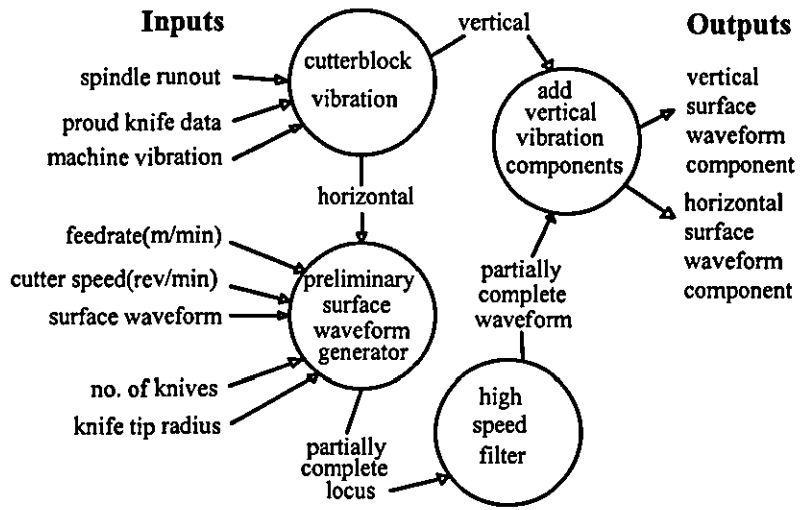 Inputs
spindle runout
proud knife data
machine vibration
cutterblock
vibration
vertical
Outputs
add
vertical
vibration
components
vertical
surface
waveform
component
horizontal
surface
waveform
component
horizontal
feedrate(m/min)
cutter speed(rev/min)
surface waveform
no. of knives
knife tip radius
preliminary
surface
waveform
generator
partially
complete
locus
high
speed
filter
partially
complete
waveform